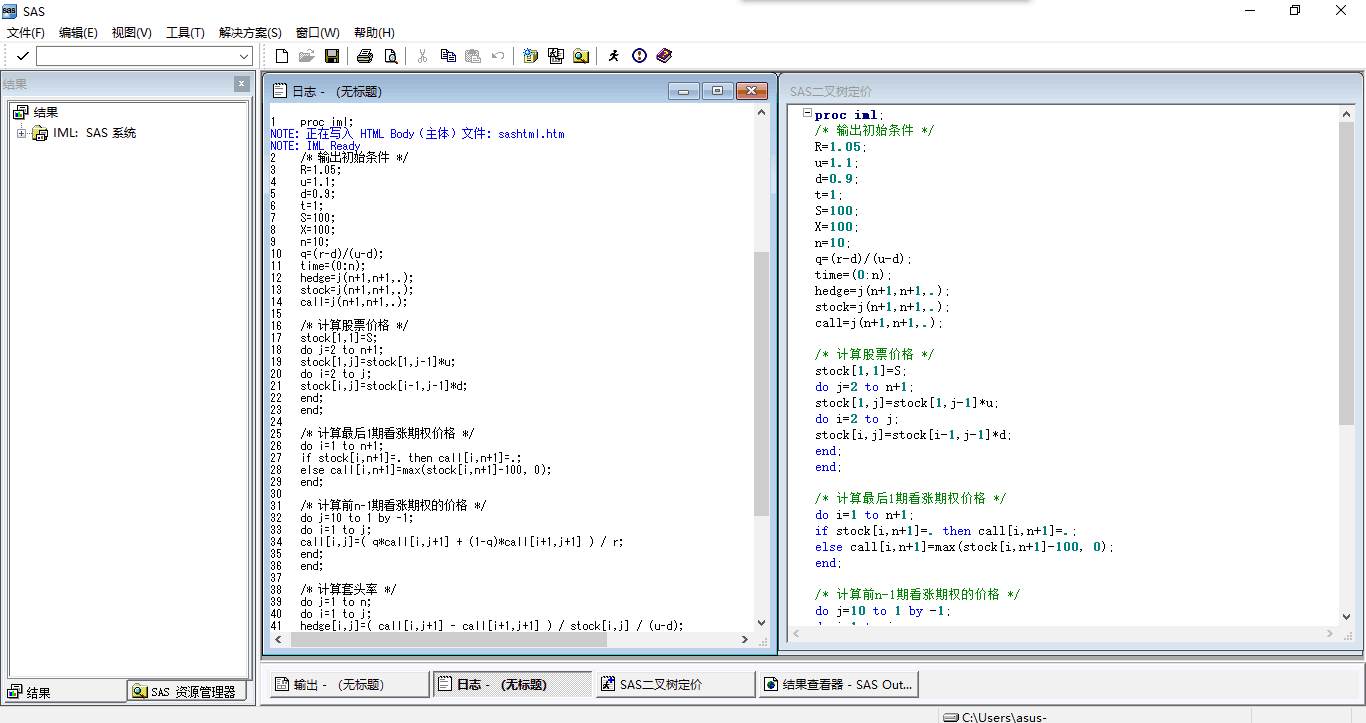 SAS
文件(F) 编辑(E) 视图(V) 工具(T) 解决方案(S) 窗口(W) 帮助(H)
结果
结果
IML: SAS 系统
日志 - (无标题)
1 proc iml;
NOTE: 正在写入 HTML Body（主体）文件: sashtml.htm
NOTE: IML Ready
2 /* 输出初始条件 */
3 R=1.05;
4 u=1.1;
5 d=0.9;
6 t=1;
7 S=100;
8 X=100;
9 n=10;
10 q=(r-d)/(u-d);
11 time=(0:n);
12 hedge=j(n+1,n+1,.);
13 stock=j(n+1,n+1,.);
14 call=j(n+1,n+1,.);
15
16 /* 计算股票价格 */
17 stock[1,1]=S;
18 do j=2 to n+1;
19 stock[1,j]=stock[1,j-1]*u;
20 do i=2 to j;
21 stock[i,j]=stock[i-1,j-1]*d;
22 end;
23 end;
24
25 /* 计算最后1期看涨期权价格 */
26 do i=1 to n+1;
27 if stock[i,n+1]=. then call[i,n+1]=.;
28 else call[i,n+1]=max(stock[i,n+1]-100, 0);
29 end;
30
31 /* 计算前n-1期看涨期权的价格 */
32 do j=10 to 1 by -1;
33 do i=1 to j;
34 call[i,j]=( q*call[i,j+1] + (1-q)*call[i+1,j+1] ) / r;
35 end;
36 end;
37
38 /* 计算套头率 */
39 do j=1 to n;
40 do i=1 to j;
41 hedge[i,j]=( call[i,j+1] - call[i+1,j+1] ) / stock[i,j] / (u-d);
SAS二叉树定价
proc iml;
/* 输出初始条件 */
R=1.05;
u=1.1;
d=0.9;
t=1;
S=100;
X=100;
n=10;
q=(r-d)/(u-d);
time=(0:n);
hedge=j(n+1,n+1,.);
stock=j(n+1,n+1,.);
call=j(n+1,n+1,.);
/* 计算股票价格 */
stock[1,1]=S;
do j=2 to n+1;
stock[1,j]=stock[1,j-1]*u;
do i=2 to j;
stock[i,j]=stock[i-1,j-1]*d;
end;
end;
/* 计算最后1期看涨期权价格 */
do i=1 to n+1;
if stock[i,n+1]=. then call[i,n+1]=.;
else call[i,n+1]=max(stock[i,n+1]-100, 0);
end;
/* 计算前n-1期看涨期权的价格 */
do j=10 to 1 by -1;
结果 SAS 资源管理器
输出 - (无标题) 日志 - (无标题) SAS二叉树定价 结果查看器 - SAS Out...
C:\Users\asus-